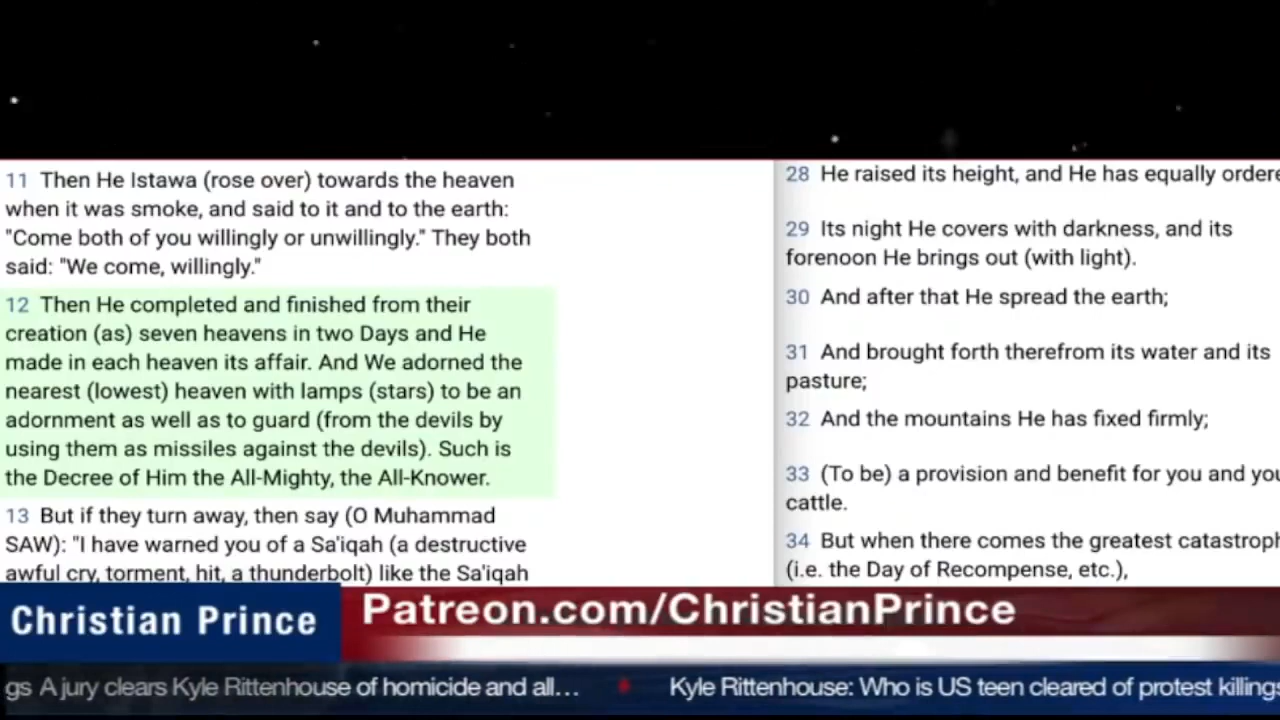 11 Then He Istawa (rose over) towards the heaven
when it was smoke, and said to it and to the earth:
"Come both of you willingly or unwillingly." They both
said: "We come, willingly."
12 Then He completed and finished from their
creation (as) seven heavens in two Days and He
made in each heaven its affair. And We adorned the
nearest (lowest) heaven with lamps (stars) to be an
adornment as well as to guard (from the devils by
using them as missiles against the devils). Such is
the Decree of Him the All-Mighty, the All-Knower.
13 But if they turn away, then say (O Muhammad
SAW): "I have warned you of a Sa'iqah (a destructive
awful cry, torment, hit, a thunderbolt) like the Sa'iqah
28 He raised its height, and He has equally ordere
29 Its night He covers with darkness, and its
forenoon He brings out (with light).
30 And after that He spread the earth;
31 And brought forth therefrom its water and its
pasture;
32 And the mountains He has fixed firmly;
33 (To be) a provision and benefit for you and you
cattle.
34 But when there comes the greatest catastroph
(i.e. the Day of Recompense, etc.),
Christian Prince
Patreon.com/ChristianPrince
gs A jury clears Kyle Rittenhouse of homicide and all... Kyle Rittenhouse: Who is US teen cleared of protest killings